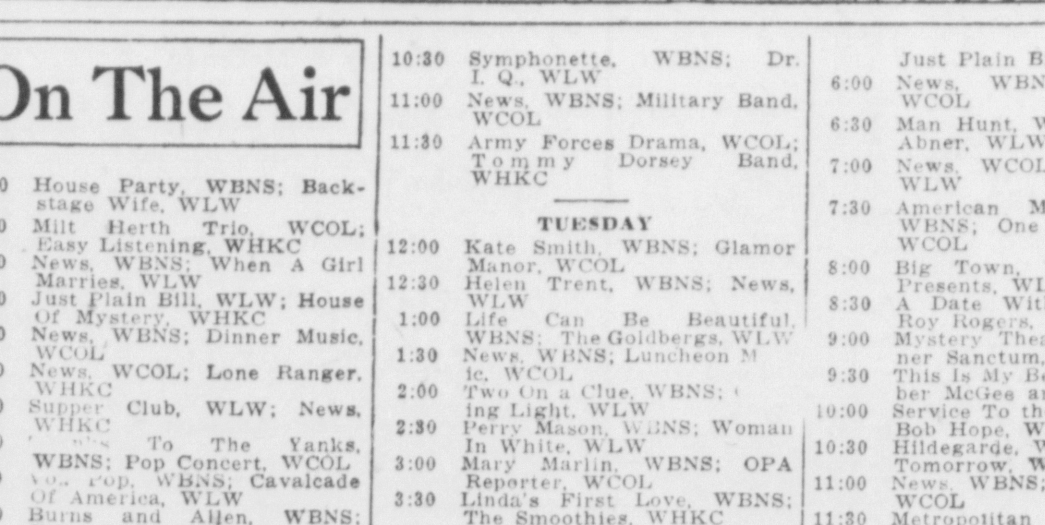 On The Air
House Party, WBNS; Back-
stage Wife, WLW
Milt Herth Trio, WCOL;
Easy Listening, WHKC
News, WBNS; When A Girl
Marries, WLW
Just Plain Bill, WLW; House
Of Mystery, WHKC
News, WBNS; Dinner Music,
WCOL
News, WCOL; Lone Ranger,
WHKC
Supper Club, WLW; News,
WHKC
To The Yanks,
WBNS; Pop Concert, WCOL
Vox Pop, WBNS; Cavalcade
Of America, WLW
Burns and Allen, WBNS;
10:30 Symphonette, WBNS; Dr.
I. Q., WLW
11:00 News, WBNS; Military Band,
WCOL
11:30 Army Forces Drama, WCOL;
Tommy Dorsey Band,
WHKC
TUESDAY
12:00 Kate Smith, WBNS; Glamor
Manor, WCOL
12:30 Helen Trent, WBNS; News,
WLW
1:00 Life Can Be Beautiful,
WBNS; The Goldbergs, WLW
1:30 News, WBNS; Luncheon M
ic, WCOL
2:00 Two On a Clue, WBNS;
ing Light, WLW
2:30 Perry Mason, WBNS; Woman
In White, WLW
3:00 Mary Marlin, WBNS; OPA
Reporter, WCOL
3:30 Linda's First Love, WBNS;
The Smoothies, WHKC
Just Plain B
6:00 News, WBN
WCOL
6:30 Man Hunt, W
Abner, WLW
7:00 News, WCOL
WLW
7:30 American M
WBNS; One
WCOL
8:00 Big Town,
Presents, WL
8:30 A Date Wit
Roy Rogers,
9:00 Mystery Thea
ner Sanctum,
9:30 This Is My Be
ber McGee a
10:00 Service To th
Bob Hope, W
10:30 Hildegarde, W
Tomorrow, W
11:00 News, WBNS;
WCOL
11:30 Metropolitan